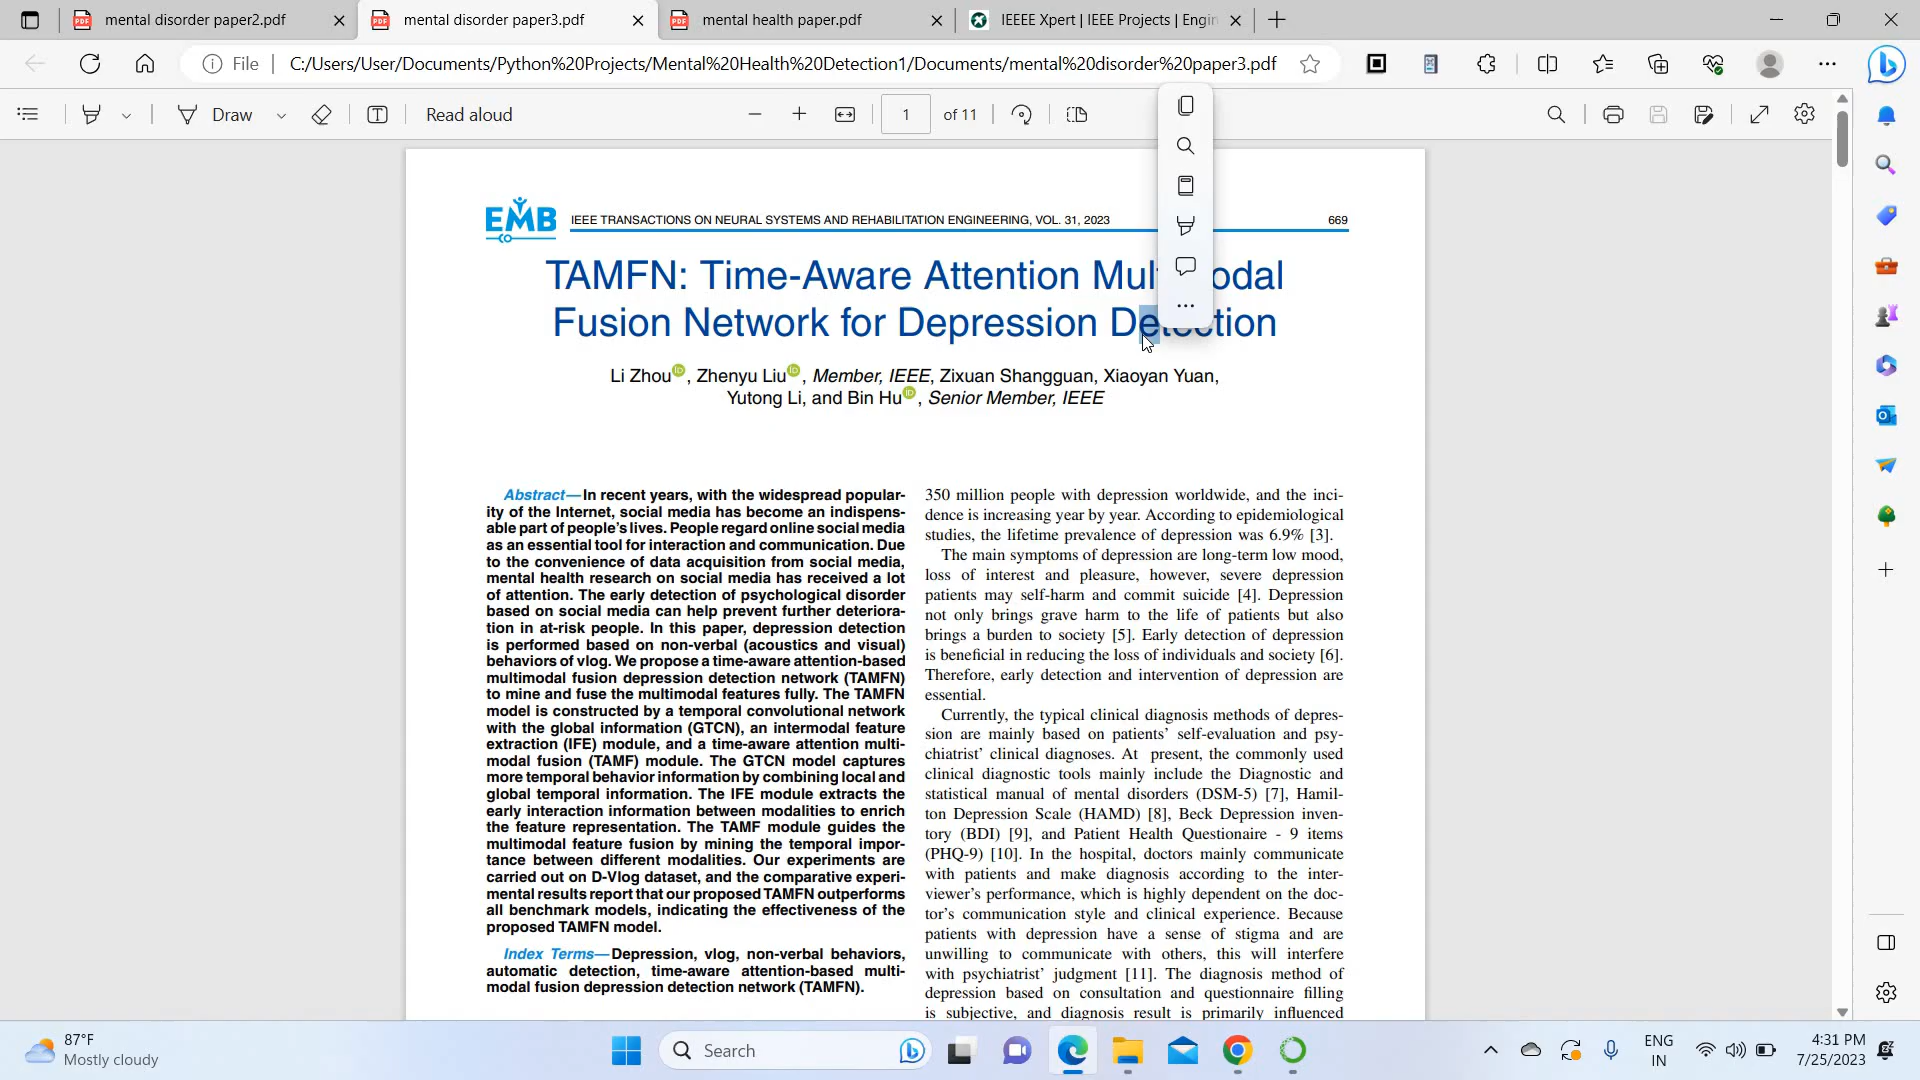 mental disorder paper2.pdf
mental disorder paper3.pdf
mental health paper.pdf
IEEEE Xpert | IEEE Projects | Engin
File
C:/Users/User/Documents/Python%20Projects/Mental%20Health%20Detection1/Documents/mental%20disorder%20paper3.pdf
Draw
Read aloud
1 of 11
EMB
IEEE TRANSACTIONS ON NEURAL SYSTEMS AND REHABILITATION ENGINEERING, VOL. 31, 2023
669
TAMFN: Time-Aware Attention
Fusion Network for Depression
Li Zhou, Zhenyu Liu, Member, IEEE, Zixuan Shangguan, Xiaoyan Yuan,
Yutong Li, and Bin Hu, Senior Member, IEEE
Abstract—In recent years, with the widespread popular-
ity of the Internet, social media has become an indispens-
able part of people's lives. People regard online social media
as an essential tool for interaction and communication. Due
to the convenience of data acquisition from social media,
mental health research on social media has received a lot
of attention. The early detection of psychological disorder
based on social media can help prevent further deteriora-
tion in at-risk people. In this paper, depression detection
is performed based on non-verbal (acoustics and visual)
behaviors of vlog. We propose a time-aware attention-based
multimodal fusion depression detection network (TAMFN)
to mine and fuse the multimodal features fully. The TAMFN
model is constructed by a temporal convolutional network
with the global information (GTCN), an intermodal feature
extraction (IFE) module, and a time-aware attention multi-
modal fusion (TAMF) module. The GTCN model captures
more temporal behavior information by combining local and
global temporal information. The IFE module extracts the
early interaction information between modalities to enrich
the feature representation. The TAMF module guides the
multimodal feature fusion by mining the temporal impor-
tance between different modalities. Our experiments are
carried out on D-Vlog dataset, and the comparative experi-
mental results report that our proposed TAMFN outperforms
all benchmark models, indicating the effectiveness of the
proposed TAMFN model.
Index Terms—Depression, vlog, non-verbal behaviors,
automatic detection, time-aware attention-based multi-
modal fusion depression detection network (TAMFN).
350 million people with depression worldwide, and the inci-
dence is increasing year by year. According to epidemiological
studies, the lifetime prevalence of depression was 6.9% [3].
The main symptoms of depression are long-term low mood,
loss of interest and pleasure, however, severe depression
patients may self-harm and commit suicide [4]. Depression
not only brings grave harm to the life of patients but also
brings a burden to society [5]. Early detection of depression
is beneficial in reducing the loss of individuals and society [6].
Therefore, early detection and intervention of depression are
essential.
Currently, the typical clinical diagnosis methods of depres-
sion are mainly based on patients' self-evaluation and psy-
chiatrist' clinical diagnoses. At present, the commonly used
clinical diagnostic tools mainly include the Diagnostic and
statistical manual of mental disorders (DSM-5) [7], Hamil-
ton Depression Scale (HAMD) [8], Beck Depression inven-
tory (BDI) [9], and Patient Health Questionaire - 9 items
(PHQ-9) [10]. In the hospital, doctors mainly communicate
with patients and make diagnosis according to the inter-
viewer's performance, which is highly dependent on the doc-
tor's communication style and clinical experience. Because
patients with depression have a sense of stigma and are
unwilling to communicate with others, this will interfere
with psychiatrist' judgment [11]. The diagnosis method of
depression based on consultation and questionnaire filling
is subjective, and diagnosis result is primarily influenced
87°F
Mostly cloudy
Search
ENG
IN
4:31 PM
7/25/2023